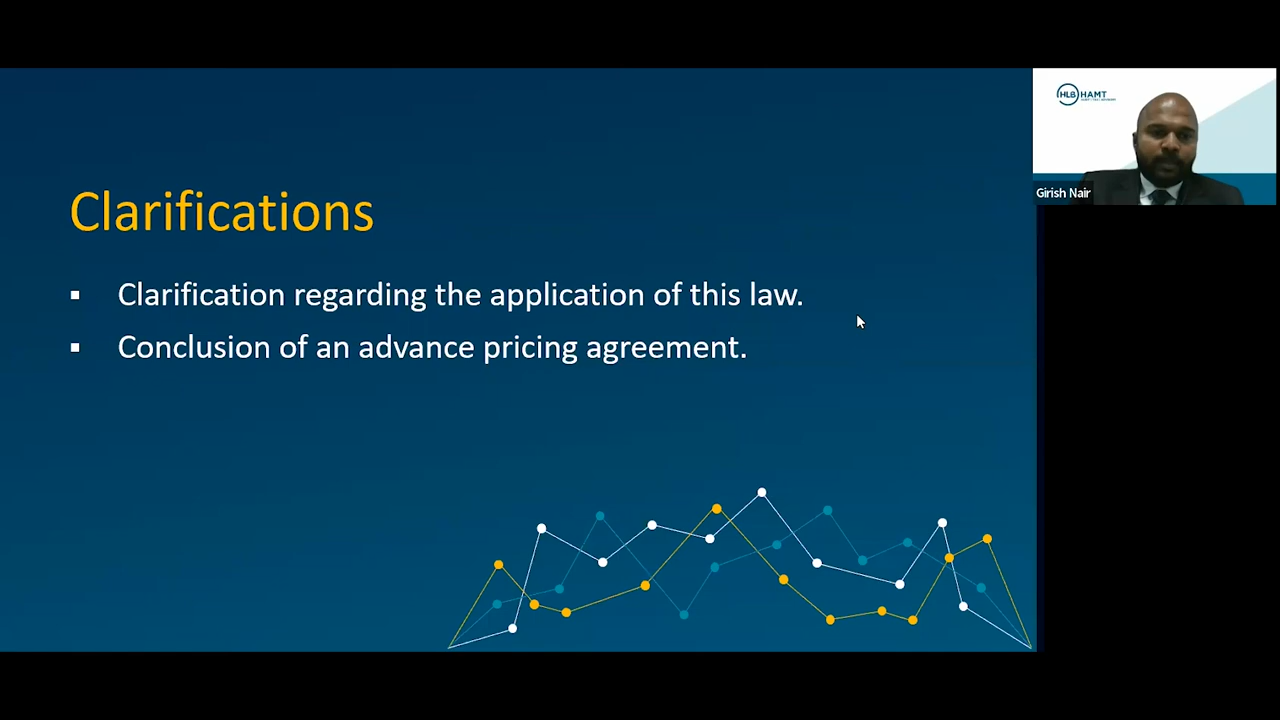 HLB HAMT
Girish Nair
Clarifications
▪ Clarification regarding the application of this law.
▪ Conclusion of an advance pricing agreement.